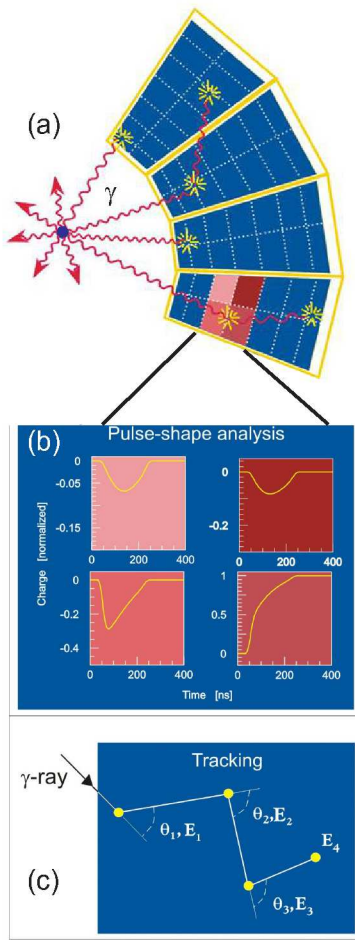 (a)
γ
(b)
Pulse-shape analysis
Charge [normalized]
0
-0.05
-0.15
0 200 400
0
-0.2
0 200 400
0
-0.2
-0.4
0 200 400
1
0.5
0
0 200 400
Time [ns]
Tracking
γ-ray
θ1,E1
θ2,E2
E4
θ3,E3
(c)